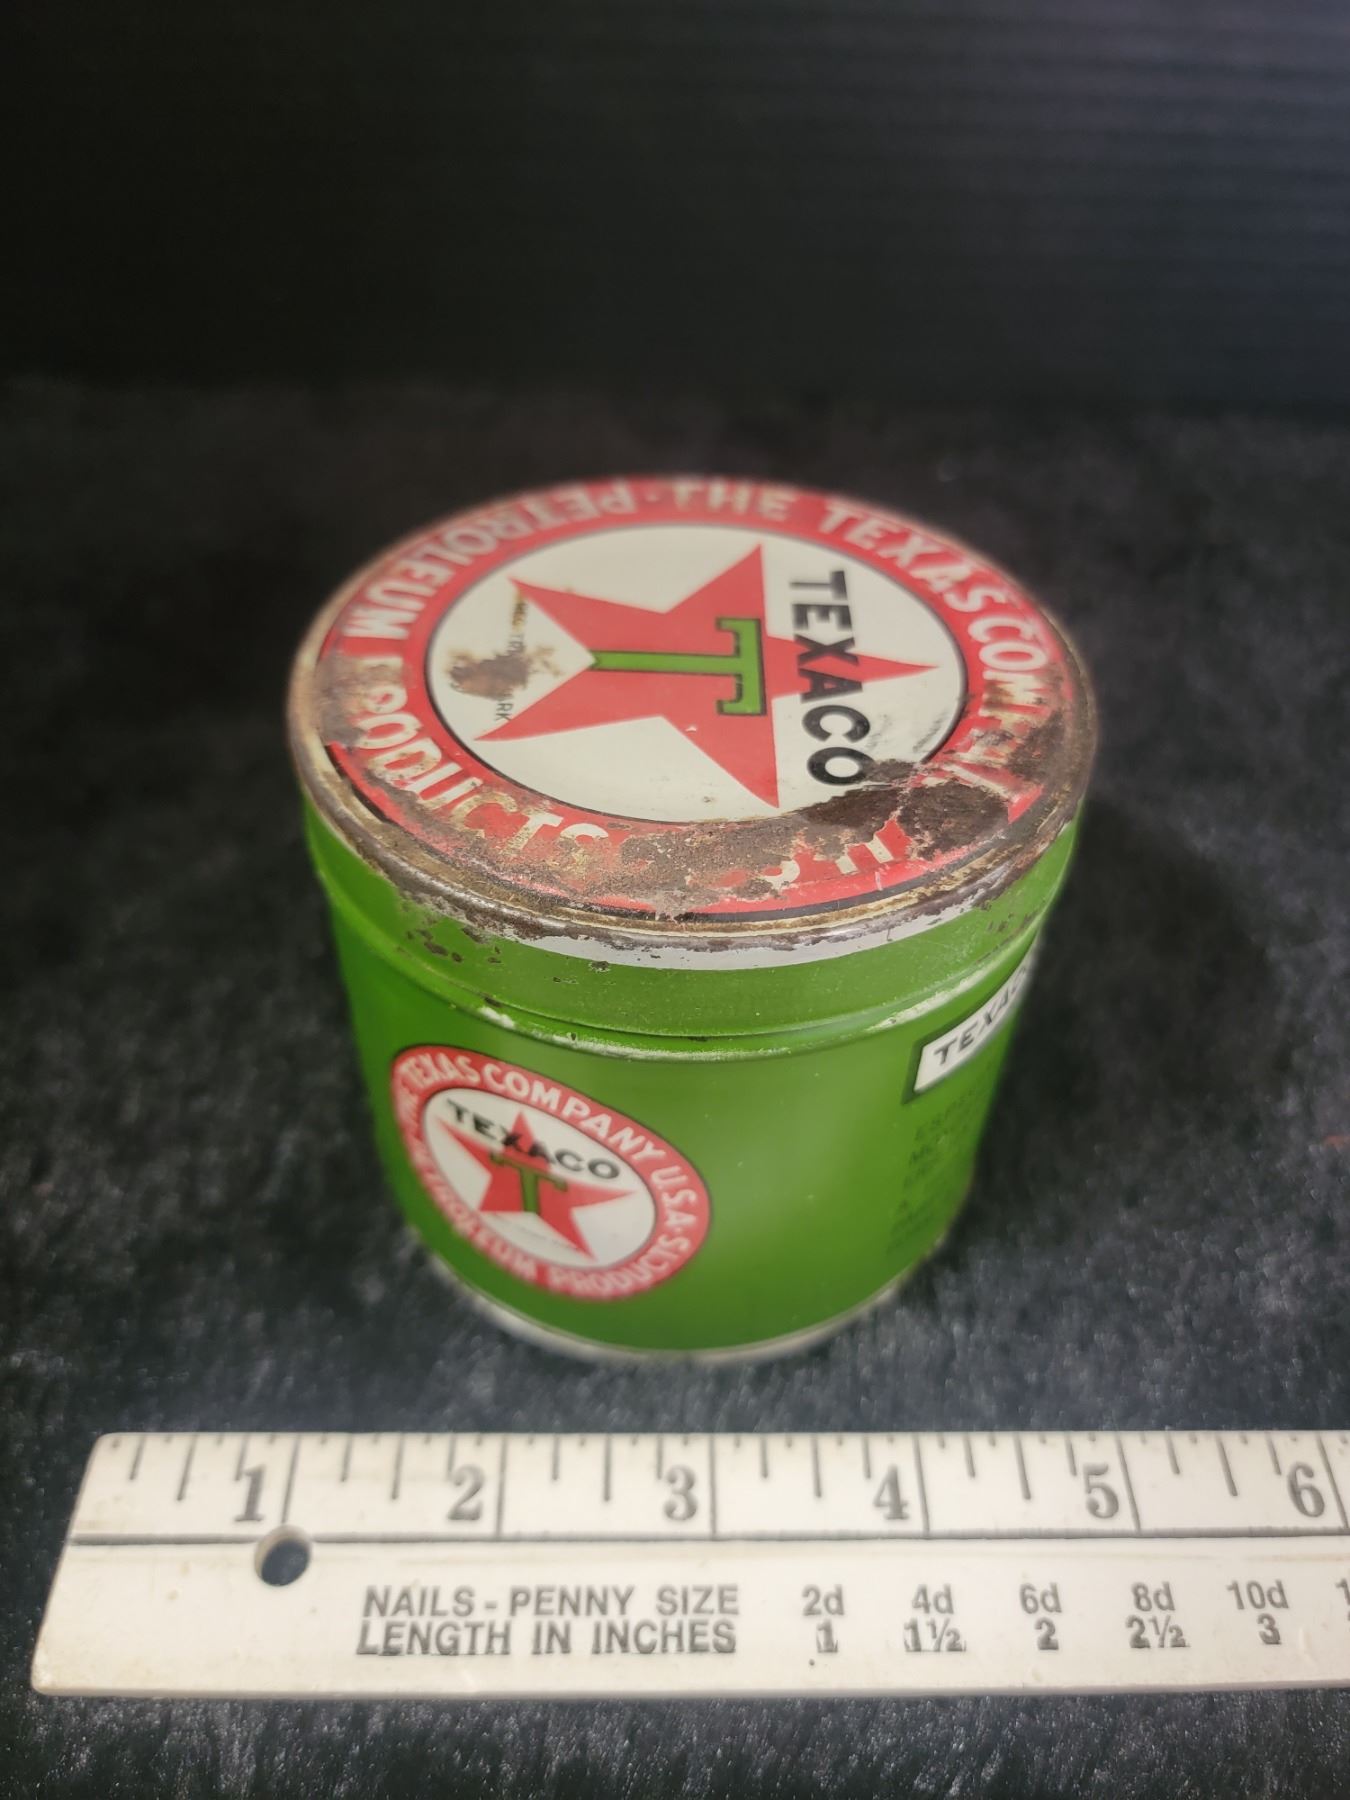 THE TEXAS COMPANY
PETROLEUM PRODUCTS
TEXACO
T
THE TEXAS COMPANY U.S.A.
PETROLEUM PRODUCTS
TEXACO
T
TEXACO
1 2 3 4 5 6
NAILS - PENNY SIZE 2d 4d 6d 8d 10d
LENGTH IN INCHES 1 1½ 2 2½ 3